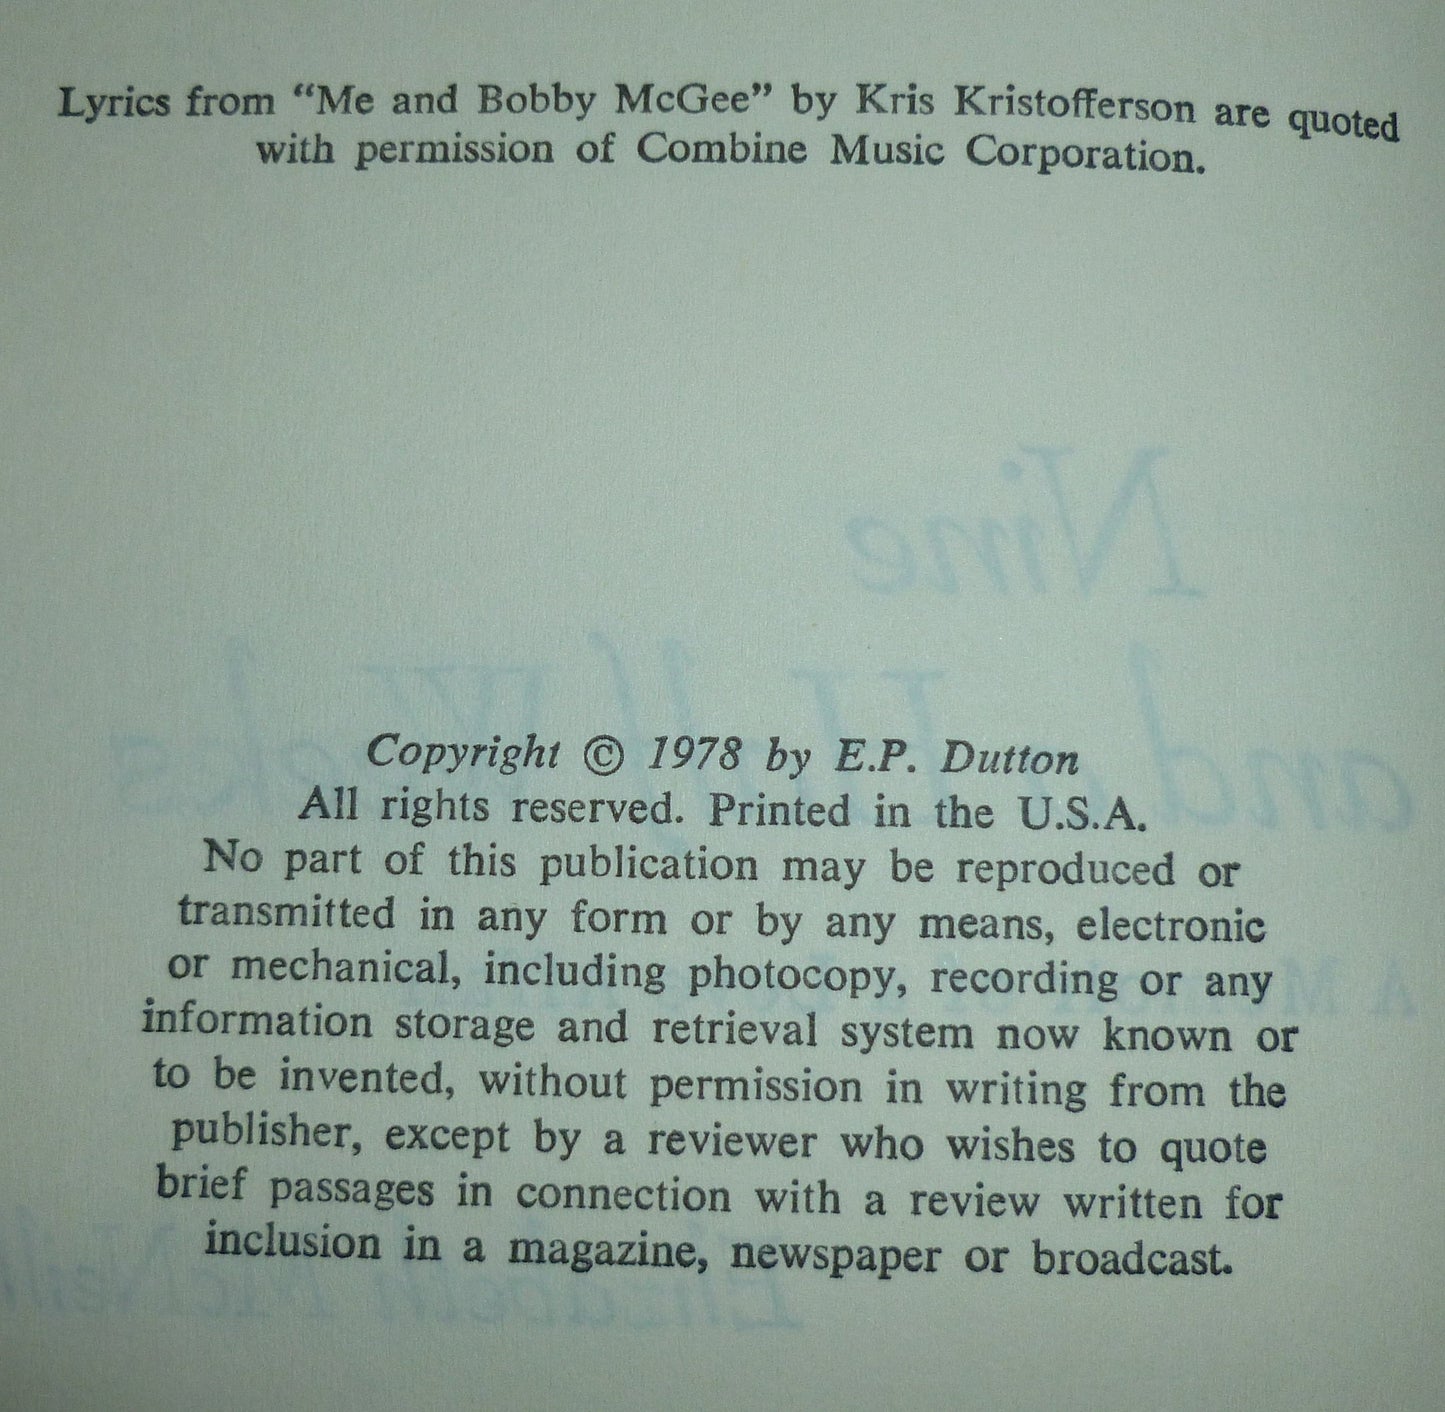 Lyrics from “Me and Bobby McGee” by Kris Kristofferson are quoted
with permission of Combine Music Corporation.
Nine
and
Copyright © 1978 by E.P. Dutton
All rights reserved. Printed in the U.S.A.
No part of this publication may be reproduced or
transmitted in any form or by any means, electronic
or mechanical, including photocopy, recording or any
information storage and retrieval system now known or
to be invented, without permission in writing from the
publisher, except by a reviewer who wishes to quote
brief passages in connection with a review written for
inclusion in a magazine, newspaper or broadcast.